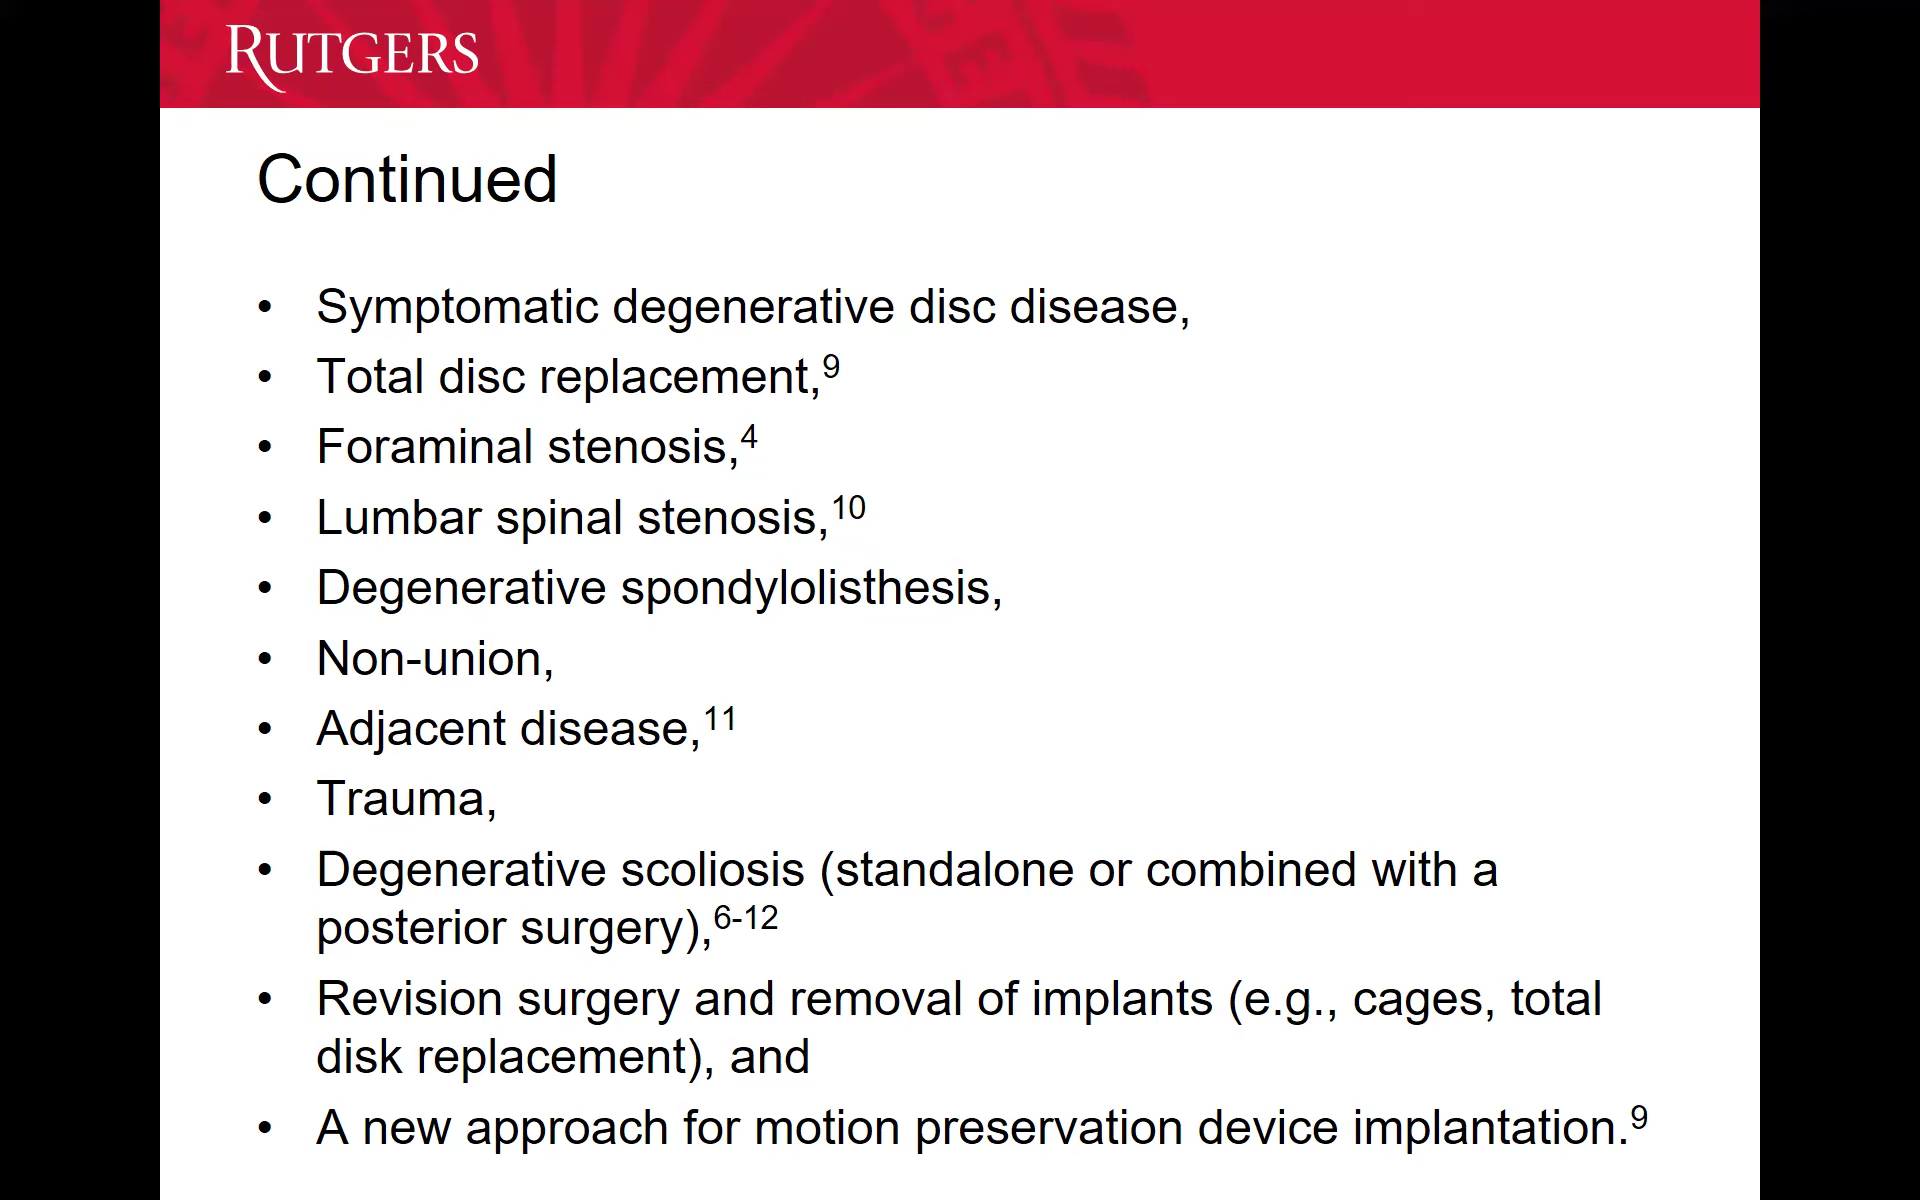 RUTGERS
Continued
• Symptomatic degenerative disc disease,
• Total disc replacement,9
• Foraminal stenosis,4
• Lumbar spinal stenosis,10
• Degenerative spondylolisthesis,
• Non-union,
• Adjacent disease,11
• Trauma,
• Degenerative scoliosis (standalone or combined with a
posterior surgery),6-12
• Revision surgery and removal of implants (e.g., cages, total
disk replacement), and
• A new approach for motion preservation device implantation.9